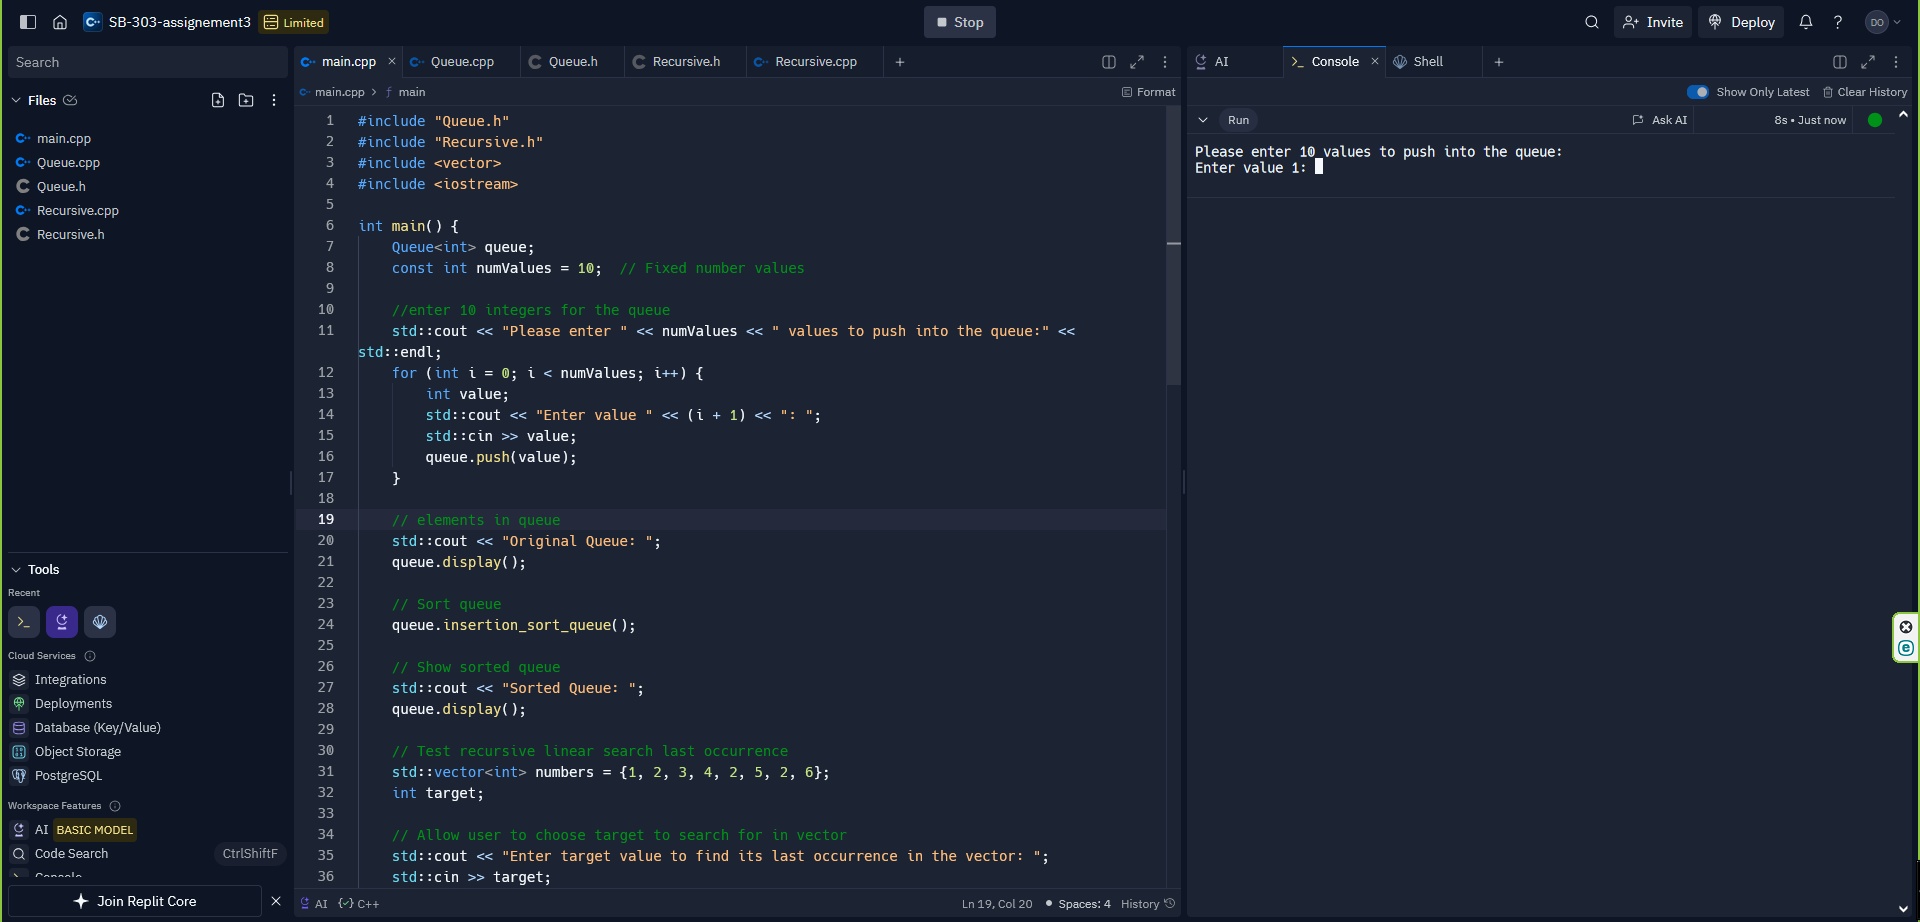 SB-303-assignement3 Limited Stop Invite Deploy ? DO
Search
Files
main.cpp
Queue.cpp
Queue.h
Recursive.cpp
Recursive.h
Tools
Recent
Cloud Services
Integrations
Deployments
Database (Key/Value)
Object Storage
PostgreSQL
Workspace Features
AI BASIC MODEL
Code Search CtrlShiftF
Console
Join Replit Core
main.cpp Queue.cpp Queue.h Recursive.h Recursive.cpp
main.cpp > f main Format
1 #include "Queue.h"
2 #include "Recursive.h"
3 #include <vector>
4 #include <iostream>
5
6 int main() {
7 Queue<int> queue;
8 const int numValues = 10;  // Fixed number values
9
10 //enter 10 integers for the queue
11 std::cout << "Please enter " << numValues << " values to push into the queue:" <<
std::endl;
12 for (int i = 0; i < numValues; i++) {
13 int value;
14 std::cout << "Enter value " << (i + 1) << ": ";
15 std::cin >> value;
16 queue.push(value);
17 }
18
19 // elements in queue
20 std::cout << "Original Queue: ";
21 queue.display();
22
23 // Sort queue
24 queue.insertion_sort_queue();
25
26 // Show sorted queue
27 std::cout << "Sorted Queue: ";
28 queue.display();
29
30 // Test recursive linear search last occurrence
31 std::vector<int> numbers = {1, 2, 3, 4, 2, 5, 2, 6};
32 int target;
33
34 // Allow user to choose target to search for in vector
35 std::cout << "Enter target value to find its last occurrence in the vector: ";
36 std::cin >> target;
AI C++ Ln 19, Col 20 • Spaces: 4 History
AI Console Shell
Show Only Latest Clear History
Run Ask AI 8s • Just now
Please enter 10 values to push into the queue:
Enter value 1: